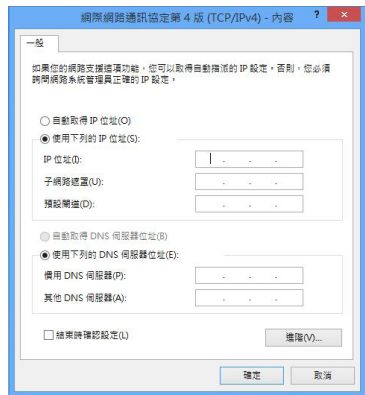 網際網路通訊協定第 4 版 (TCP/IPv4) - 內容 ?
一般
如果您的網路支援這項功能，您可以取得自動指派的 IP 設定。否則，您必須
詢問網路系統管理員正確的 IP 設定。
自動取得 IP 位址(O)
使用下列的 IP 位址(S):
IP 位址(I):
子網路遮罩(U):
預設閘道(D):
自動取得 DNS 伺服器位址(B)
使用下列的 DNS 伺服器位址(E):
慣用 DNS 伺服器(P):
其他 DNS 伺服器(A):
結束時確認設定(L)
進階(V)...
確定
取消